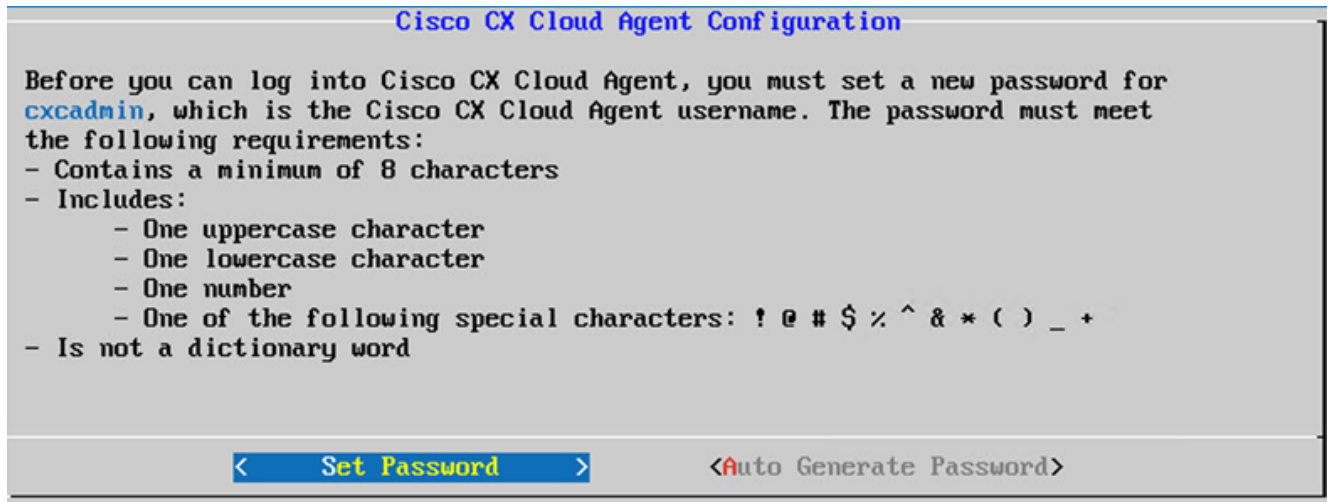 Cisco CX Cloud Agent Configuration
Before you can log into Cisco CX Cloud Agent, you must set a new password for
cxcadmin, which is the Cisco CX Cloud Agent username. The password must meet
the following requirements:
- Contains a minimum of 8 characters
- Includes:
- One uppercase character
- One lowercase character
- One number
- One of the following special characters: ! @ # $ % ^ & * ( ) _ +
- Is not a dictionary word
< Set Password > <Auto Generate Password>